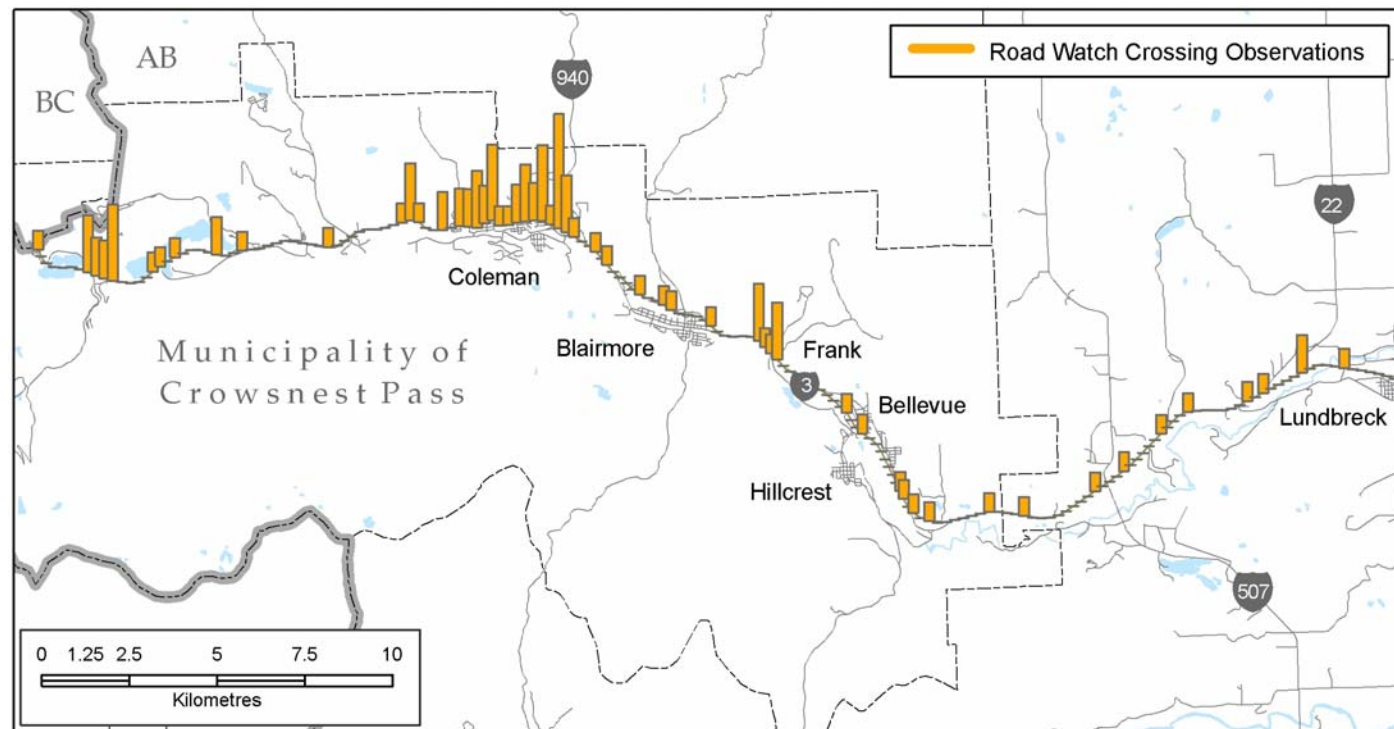 Road Watch Crossing Observations
AB
BC
940
22
Coleman
Municipality of
Crowsnest Pass
Blairmore
Frank
3
Bellevue
Lundbreck
Hillcrest
507
0 1.25 2.5 5 7.5 10
Kilometres